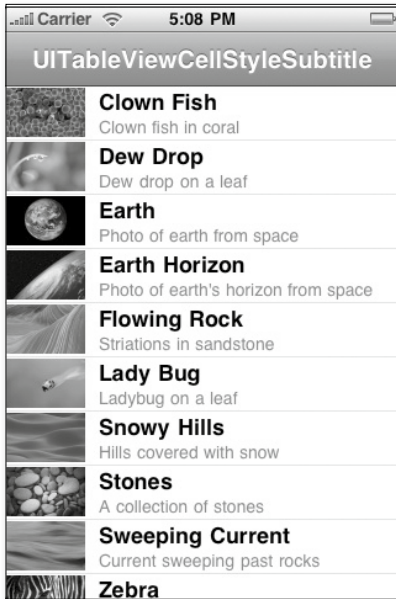 Carrier 5:08 PM
UITableViewCellStyleSubtitle
Clown Fish
Clown fish in coral
Dew Drop
Dew drop on a leaf
Earth
Photo of earth from space
Earth Horizon
Photo of earth's horizon from space
Flowing Rock
Striations in sandstone
Lady Bug
Ladybug on a leaf
Snowy Hills
Hills covered with snow
Stones
A collection of stones
Sweeping Current
Current sweeping past rocks
Zebra